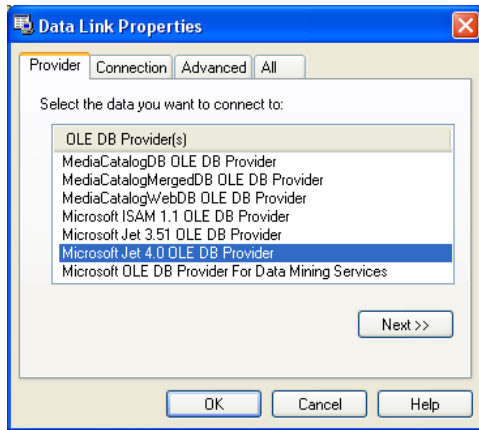 Data Link Properties
Provider Connection Advanced All
Select the data you want to connect to:
OLE DB Provider(s)
MediaCatalogDB OLE DB Provider
MediaCatalogMergedDB OLE DB Provider
MediaCatalogWebDB OLE DB Provider
Microsoft ISAM 1.1 OLE DB Provider
Microsoft Jet 3.51 OLE DB Provider
Microsoft Jet 4.0 OLE DB Provider
Microsoft OLE DB Provider For Data Mining Services
Next >>
OK Cancel Help